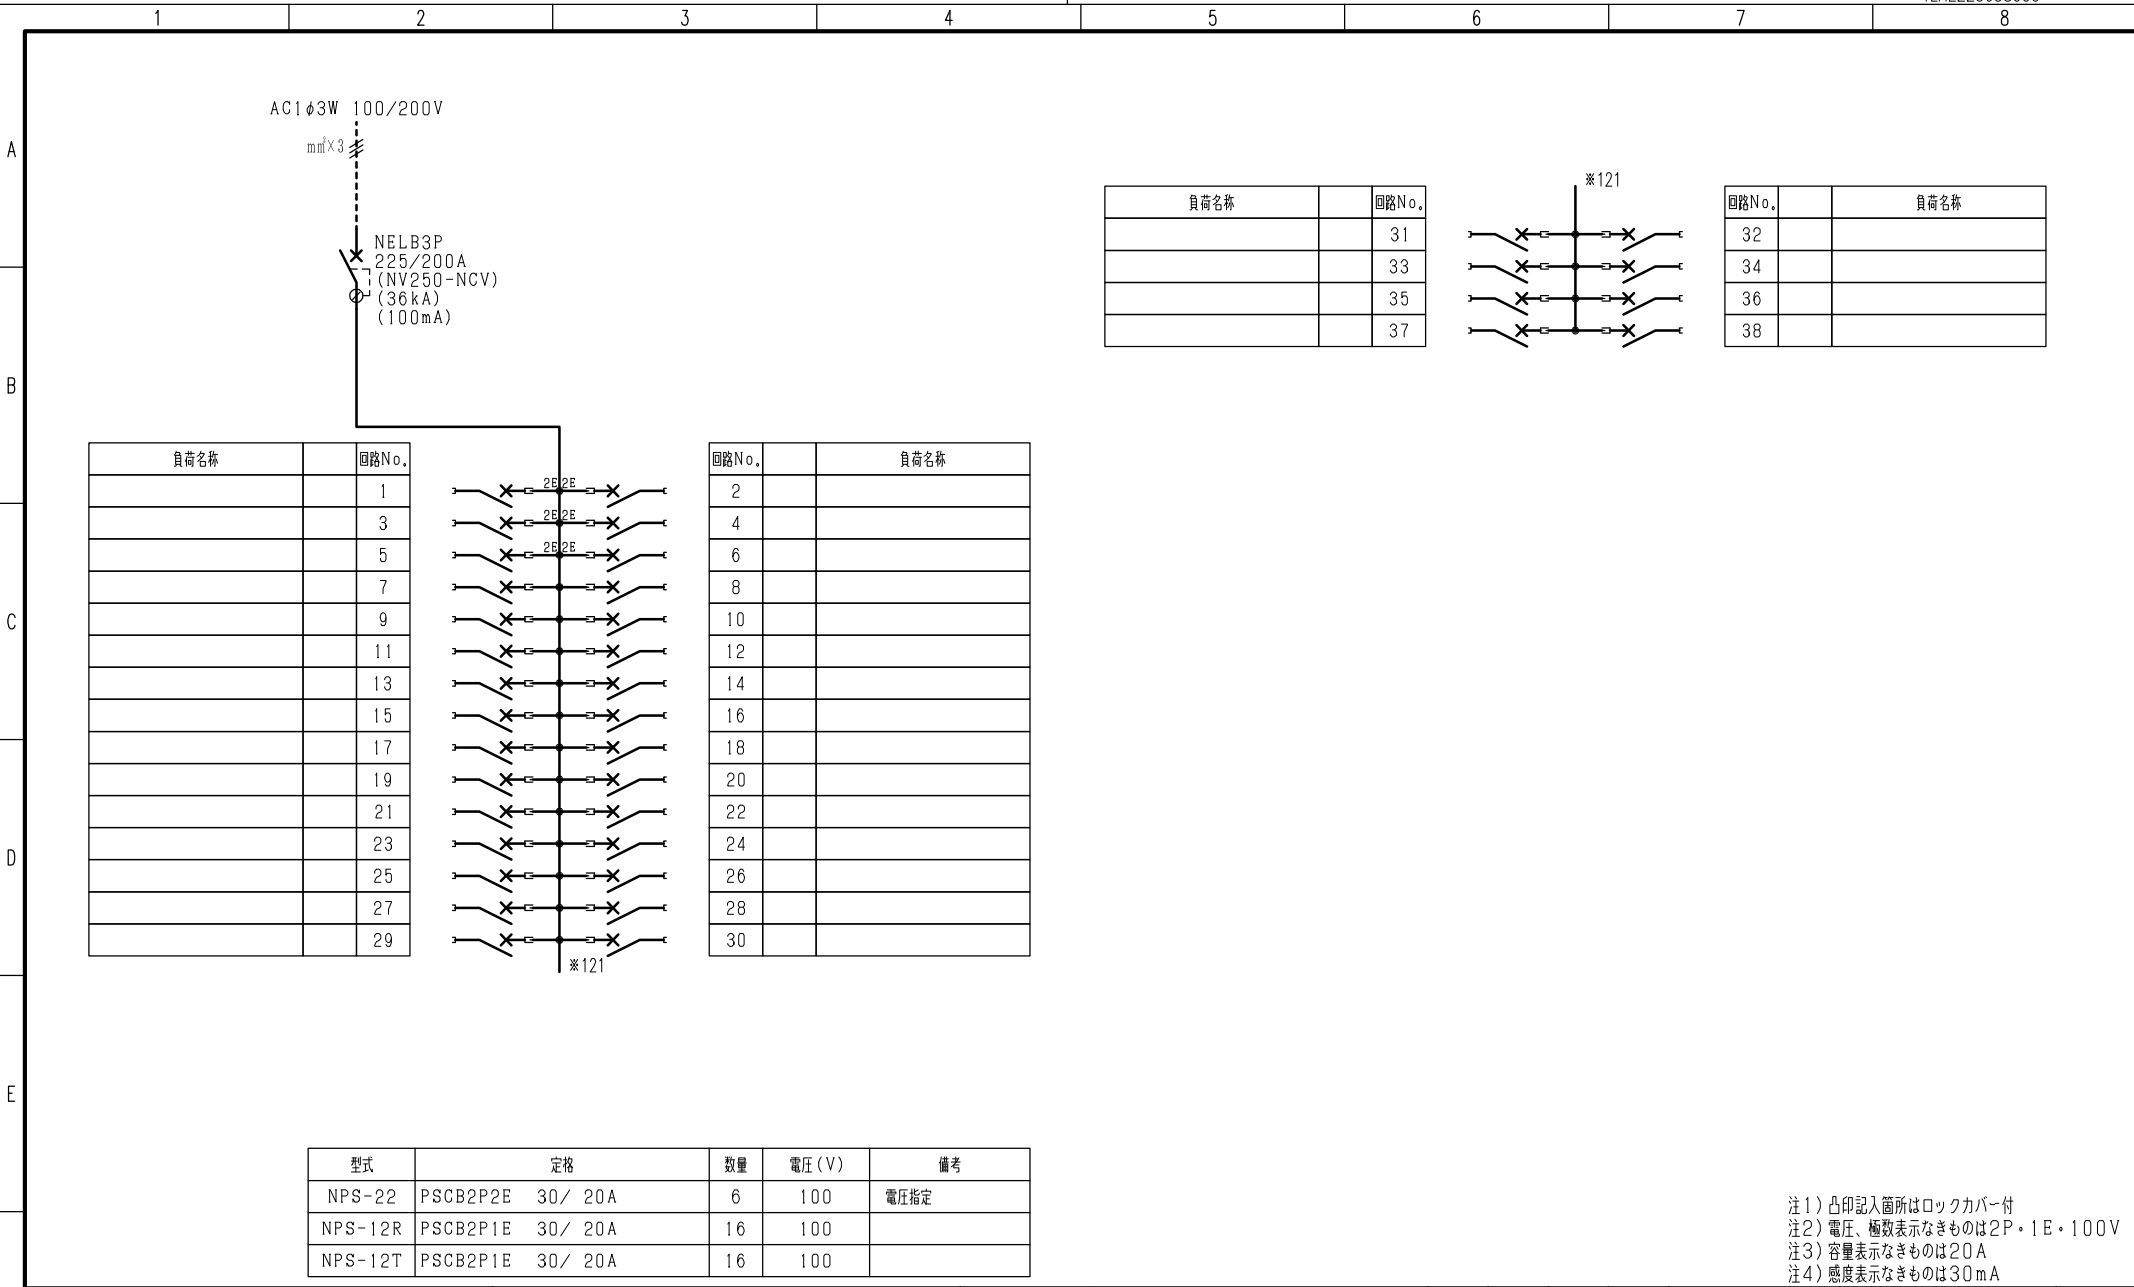 1 2 3 4 5 6 7 8
A
B
C
D
E
AC1φ3W 100/200V
mm²×3
NELB3P
225/200A
(NV250-NCV)
(36kA)
(100mA)
負荷名称 回路No.
1
3
5
7
9
11
13
15
17
19
21
23
25
27
29
2E 2E
2E 2E
2E 2E
※121
回路No. 負荷名称
2
4
6
8
10
12
14
16
18
20
22
24
26
28
30
負荷名称 回路No.
31
33
35
37
※121
回路No. 負荷名称
32
34
36
38
型式 定格 数量 電圧(V) 備考
NPS-22 PSCB2P2E 30/ 20A 6 100 電圧指定
NPS-12R PSCB2P1E 30/ 20A 16 100
NPS-12T PSCB2P1E 30/ 20A 16 100
注1)凸印記入箇所はロックカバー付
注2)電圧、極数表示なきものは2P・1E・100V
注3)容量表示なきものは20A
注4)感度表示なきものは30mA